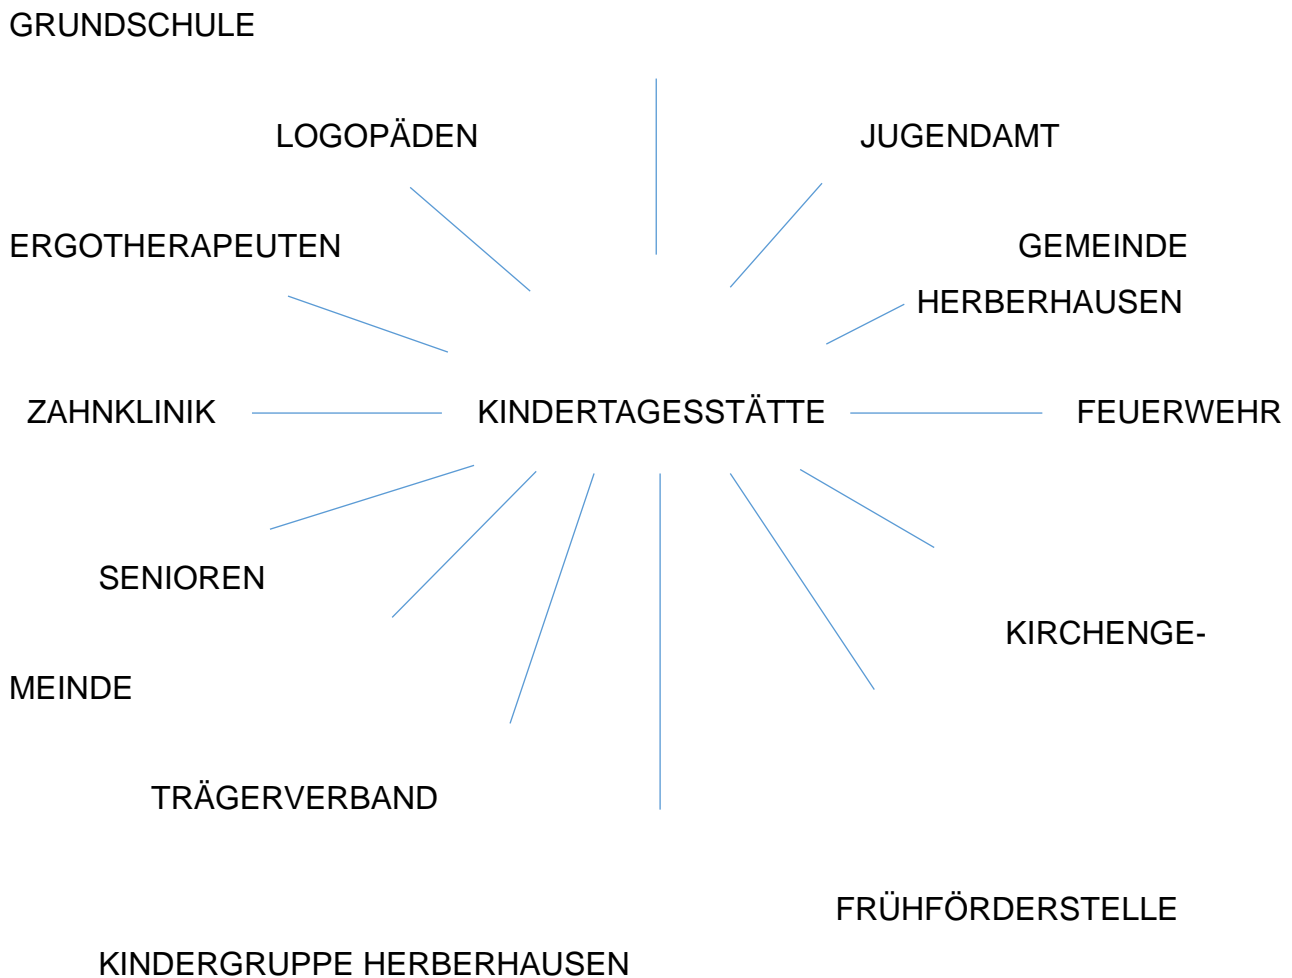 GRUNDSCHULE
LOGOPÄDEN JUGENDAMT
ERGOTHERAPEUTEN GEMEINDE
HERBERHAUSEN
ZAHNKLINIK KINDERTAGESSTÄTTE FEUERWEHR
SENIOREN
KIRCHENGE-
MEINDE
TRÄGERVERBAND
FRÜHFÖRDERSTELLE
KINDERGRUPPE HERBERHAUSEN